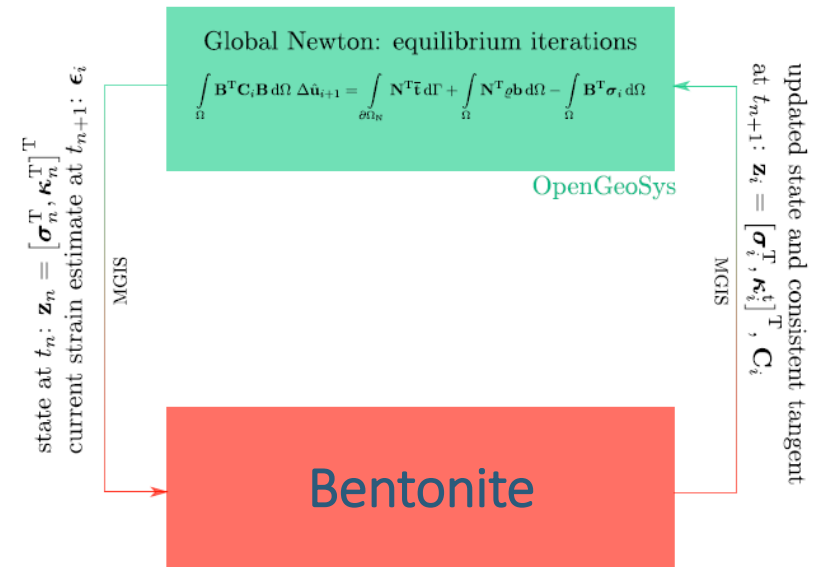 Global Newton: equilibrium iterations
∫_Ω B^T C_i B dΩ Δû_{i+1} = ∫_{∂Ω_N} N^T t̄ dΓ + ∫_Ω N^T ϱb dΩ − ∫_Ω B^T σ_i dΩ
OpenGeoSys
state at t_n: z_n = [σ_n^T, κ_n^T]^T
current strain estimate at t_{n+1}: ϵ_i
MGIS
MGIS
updated state and consistent tangent
at t_{n+1}: z_i = [σ_i^T, κ_i^t]^T, C_i
Bentonite